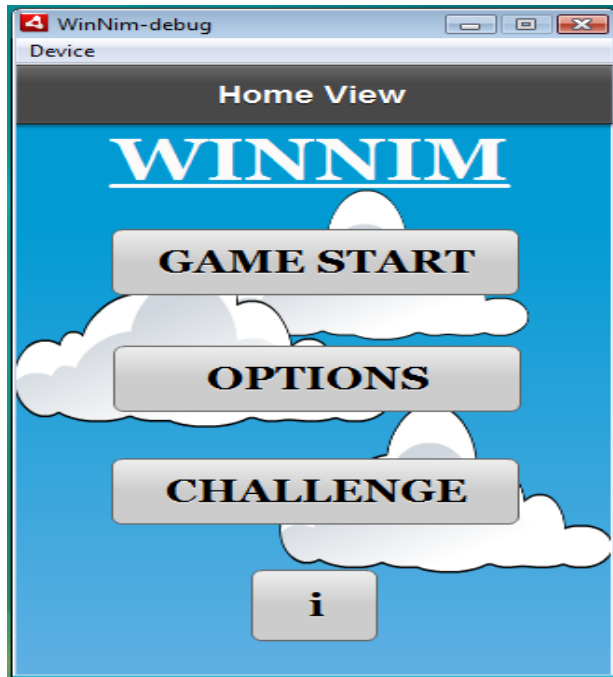 WinNim-debug
Device
Home View
WINNIM
GAME START
OPTIONS
CHALLENGE
i